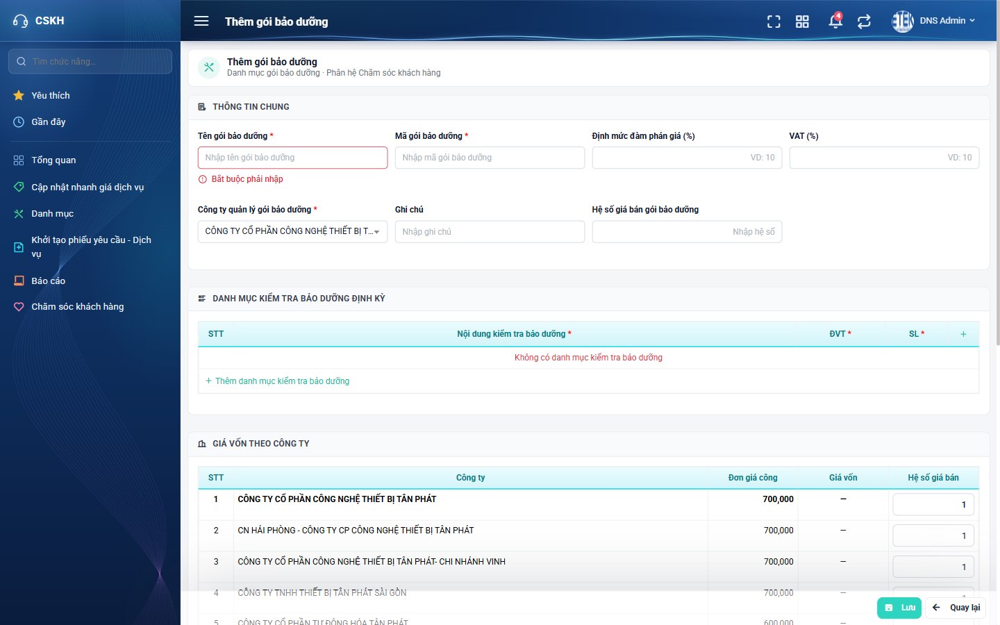 CSKH
Thêm gói bảo dưỡng
4
DNS Admin
Tìm chức năng...
Yêu thích
Gần đây
Tổng quan
Cập nhật nhanh giá dịch vụ
Danh mục
Khởi tạo phiếu yêu cầu - Dịch
vụ
Báo cáo
Chăm sóc khách hàng
Thêm gói bảo dưỡng
Danh mục gói bảo dưỡng · Phân hệ Chăm sóc khách hàng
THÔNG TIN CHUNG
Tên gói bảo dưỡng * Mã gói bảo dưỡng * Định mức đàm phán giá (%) VAT (%)
Nhập tên gói bảo dưỡng Nhập mã gói bảo dưỡng VD: 10 VD: 10
Bắt buộc phải nhập
Công ty quản lý gói bảo dưỡng * Ghi chú Hệ số giá bán gói bảo dưỡng
CÔNG TY CỔ PHẦN CÔNG NGHỆ THIẾT BỊ T... Nhập ghi chú Nhập hệ số
DANH MỤC KIỂM TRA BẢO DƯỠNG ĐỊNH KỲ
STT Nội dung kiểm tra bảo dưỡng * ĐVT * SL * +
Không có danh mục kiểm tra bảo dưỡng
+ Thêm danh mục kiểm tra bảo dưỡng
GIÁ VỐN THEO CÔNG TY
STT Công ty Đơn giá công Giá vốn Hệ số giá bán
1 CÔNG TY CỔ PHẦN CÔNG NGHỆ THIẾT BỊ TÂN PHÁT 700,000 — 1
2 CN HẢI PHÒNG - CÔNG TY CP CÔNG NGHỆ THIẾT BỊ TÂN PHÁT 700,000 — 1
3 CÔNG TY CỔ PHẦN CÔNG NGHỆ THIẾT BỊ TÂN PHÁT- CHI NHÁNH VINH 700,000 — 1
4 CÔNG TY TNHH THIẾT BỊ TÂN PHÁT SÀI GÒN 700,000 — 1
5 CÔNG TY CỔ PHẦN TỰ ĐỘNG HÓA TÂN PHÁT 600,000 —
Lưu Quay lại